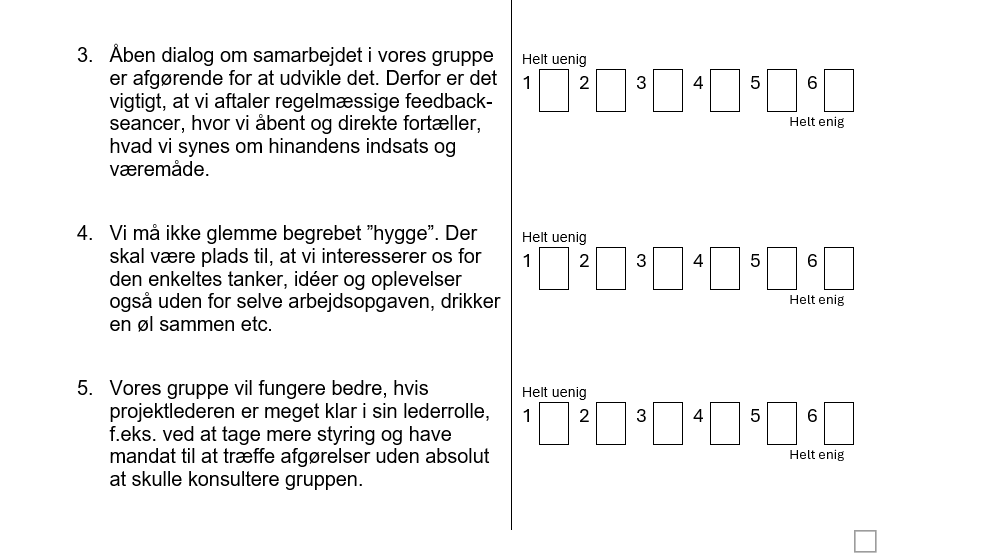 3. Åben dialog om samarbejdet i vores gruppe
er afgørende for at udvikle det. Derfor er det
vigtigt, at vi aftaler regelmæssige feedback-
seancer, hvor vi åbent og direkte fortæller,
hvad vi synes om hinandens indsats og
væremåde.
Helt uenig
1 2 3 4 5 6
Helt enig
4. Vi må ikke glemme begrebet ”hygge”. Der
skal være plads til, at vi interesserer os for
den enkeltes tanker, idéer og oplevelser
også uden for selve arbejdsopgaven, drikker
en øl sammen etc.
Helt uenig
1 2 3 4 5 6
Helt enig
5. Vores gruppe vil fungere bedre, hvis
projektlederen er meget klar i sin lederrolle,
f.eks. ved at tage mere styring og have
mandat til at træffe afgørelser uden absolut
at skulle konsultere gruppen.
Helt uenig
1 2 3 4 5 6
Helt enig